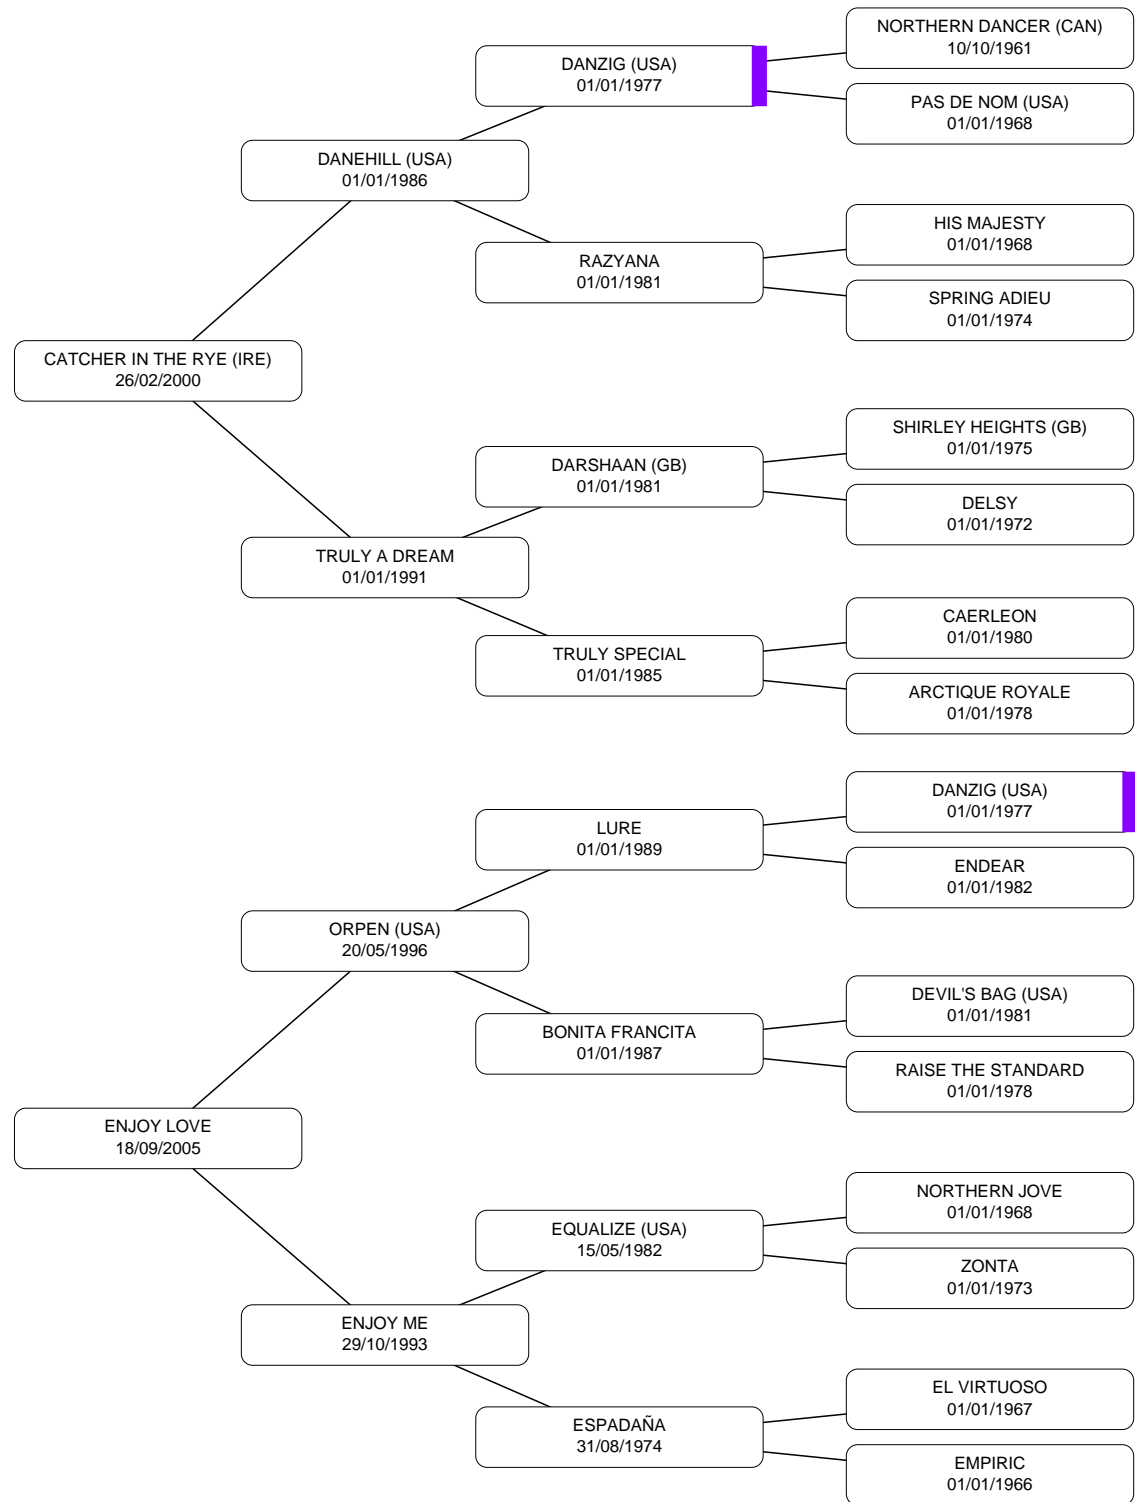 NORTHERN DANCER (CAN)
10/10/1961
DANZIG (USA)
01/01/1977
PAS DE NOM (USA)
01/01/1968
DANEHILL (USA)
01/01/1986
HIS MAJESTY
01/01/1968
RAZYANA
01/01/1981
SPRING ADIEU
01/01/1974
CATCHER IN THE RYE (IRE)
26/02/2000
SHIRLEY HEIGHTS (GB)
01/01/1975
DARSHAAN (GB)
01/01/1981
DELSY
01/01/1972
TRULY A DREAM
01/01/1991
CAERLEON
01/01/1980
TRULY SPECIAL
01/01/1985
ARCTIQUE ROYALE
01/01/1978
DANZIG (USA)
01/01/1977
LURE
01/01/1989
ENDEAR
01/01/1982
ORPEN (USA)
20/05/1996
DEVIL'S BAG (USA)
01/01/1981
BONITA FRANCITA
01/01/1987
RAISE THE STANDARD
01/01/1978
ENJOY LOVE
18/09/2005
NORTHERN JOVE
01/01/1968
EQUALIZE (USA)
15/05/1982
ZONTA
01/01/1973
ENJOY ME
29/10/1993
EL VIRTUOSO
01/01/1967
ESPADAÑA
31/08/1974
EMPIRIC
01/01/1966